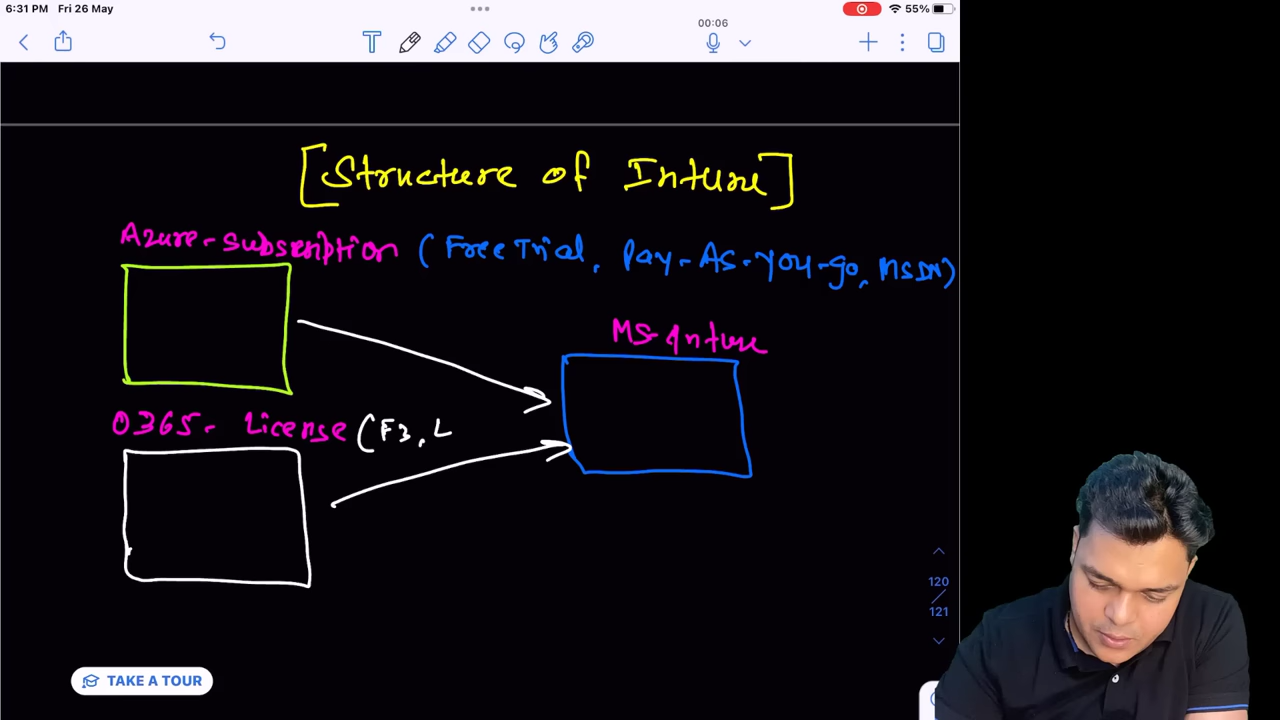 6:31 PM Fri 26 May
55%
00:06
T
[Structure of Intune]
Azure-subscription (Free Trial, Pay-As-you-go, MSDN)
MS-Intune
O365- License (F3, L
120
121
TAKE A TOUR